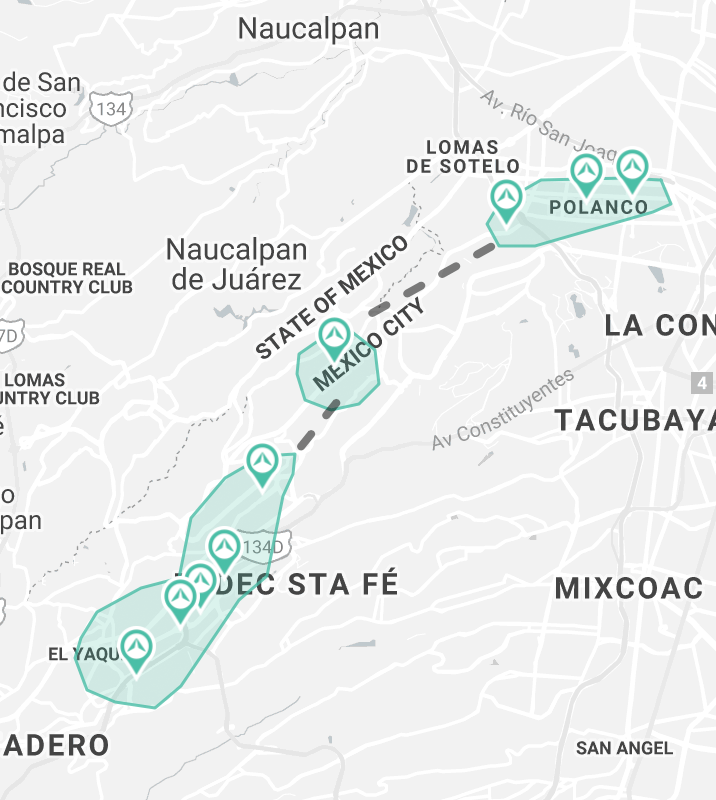 Naucalpan
de San
ncisco
malpa
134
Av. Río San Joaq
LOMAS
DE SOTELO
POLANCO
Naucalpan
de Juárez
STATE OF MEXICO
MEXICO CITY
BOSQUE REAL
COUNTRY CLUB
7D
LA CON
LOMAS
UNTRY CLUB
é
4
Av Constituyentes
TACUBAYA
o
pan
134D
DEC STA FÉ
MIXCOAC
EL YAQU
ADERO
SAN ANGEL